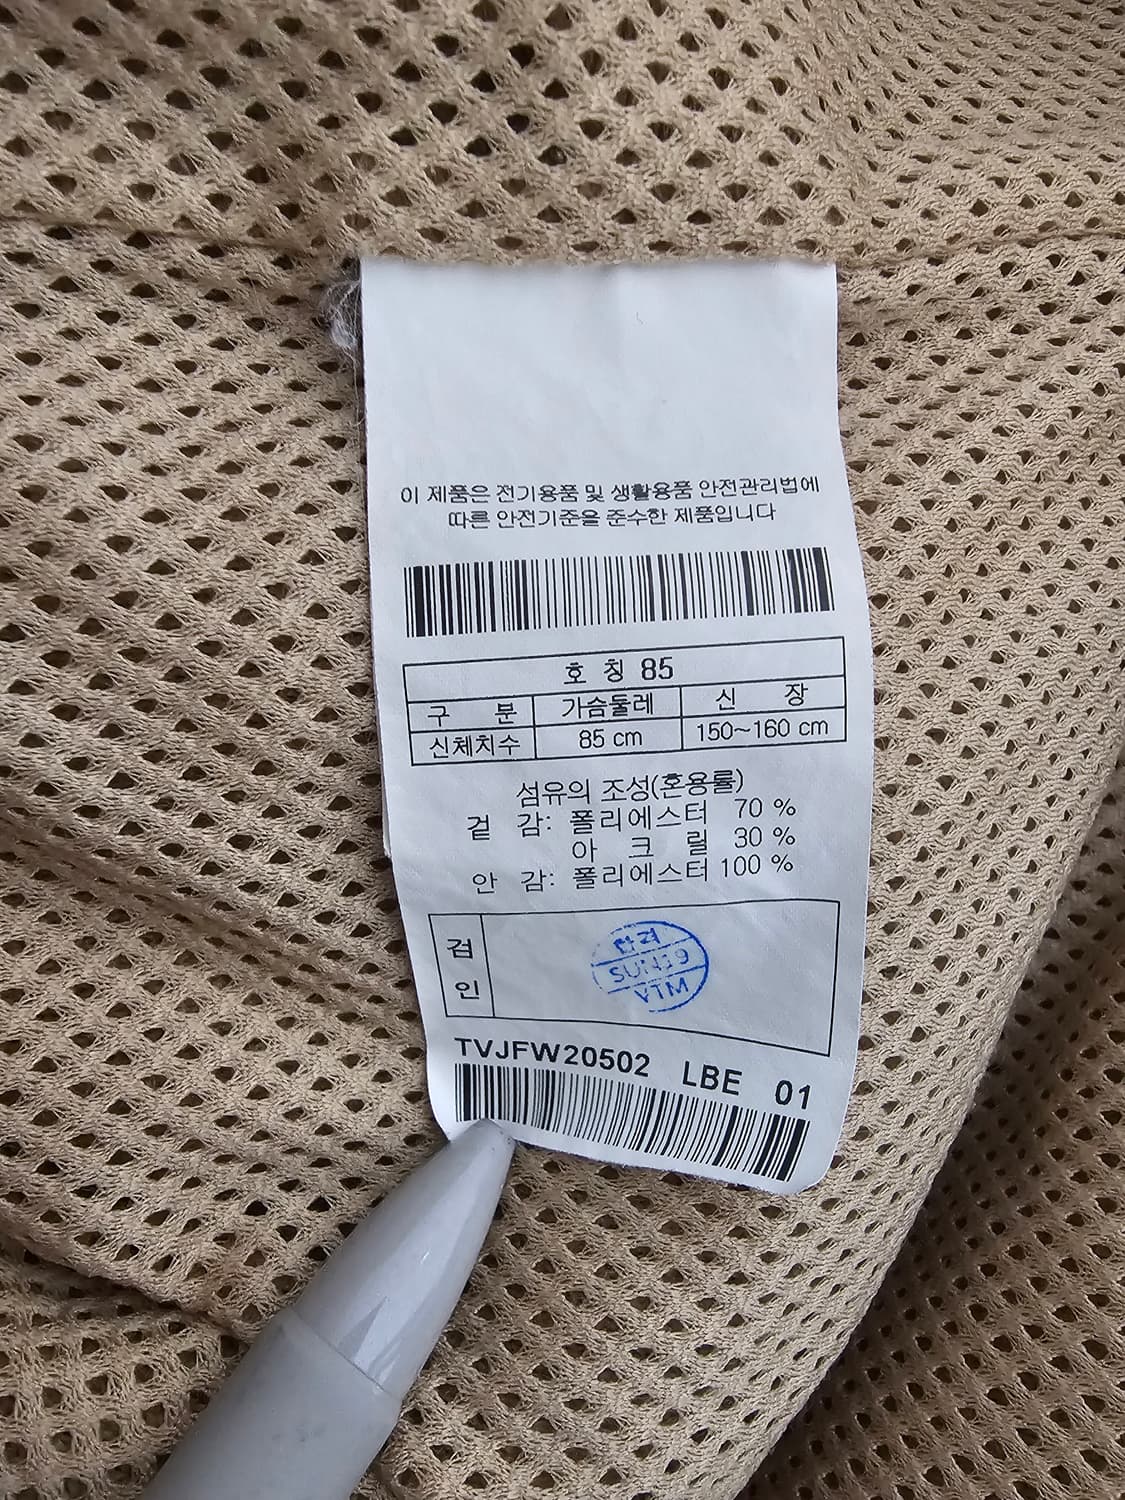 이 제품은 전기용품 및 생활용품 안전관리법에
따른 안전기준을 준수한 제품입니다
호 칭 85
구 분 가슴둘레 신 장
신체치수 85 cm 150~160 cm
섬유의 조성(혼용률)
겉 감: 폴리에스터 70 %
아 크 릴 30 %
안 감: 폴리에스터 100 %
검
인
합격
SUN19
VTM
TVJFW20502 LBE 01